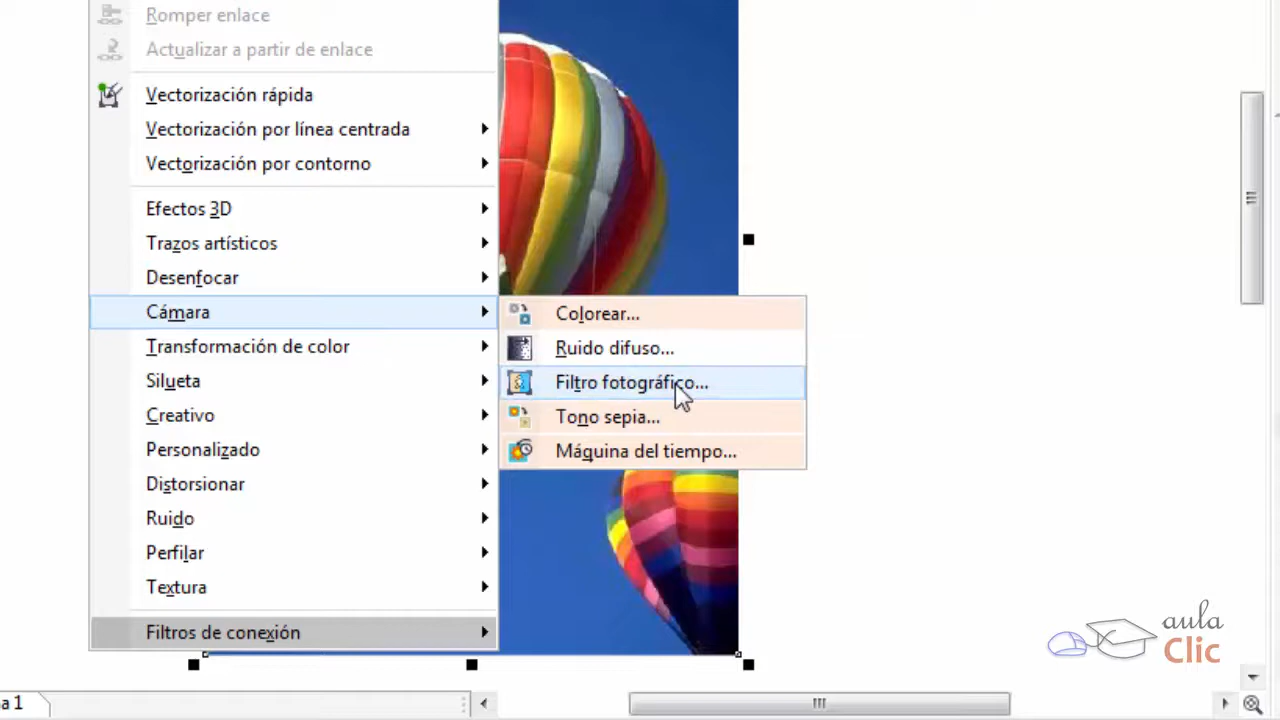 Romper enlace
Actualizar a partir de enlace
Vectorización rápida
Vectorización por línea centrada
Vectorización por contorno
Efectos 3D
Trazos artísticos
Desenfocar
Cámara
Transformación de color
Silueta
Creativo
Personalizado
Distorsionar
Ruido
Perfilar
Textura
Filtros de conexión
Colorear...
Ruido difuso...
Filtro fotográfico...
Tono sepia...
Máquina del tiempo...
aula
Clic
a 1